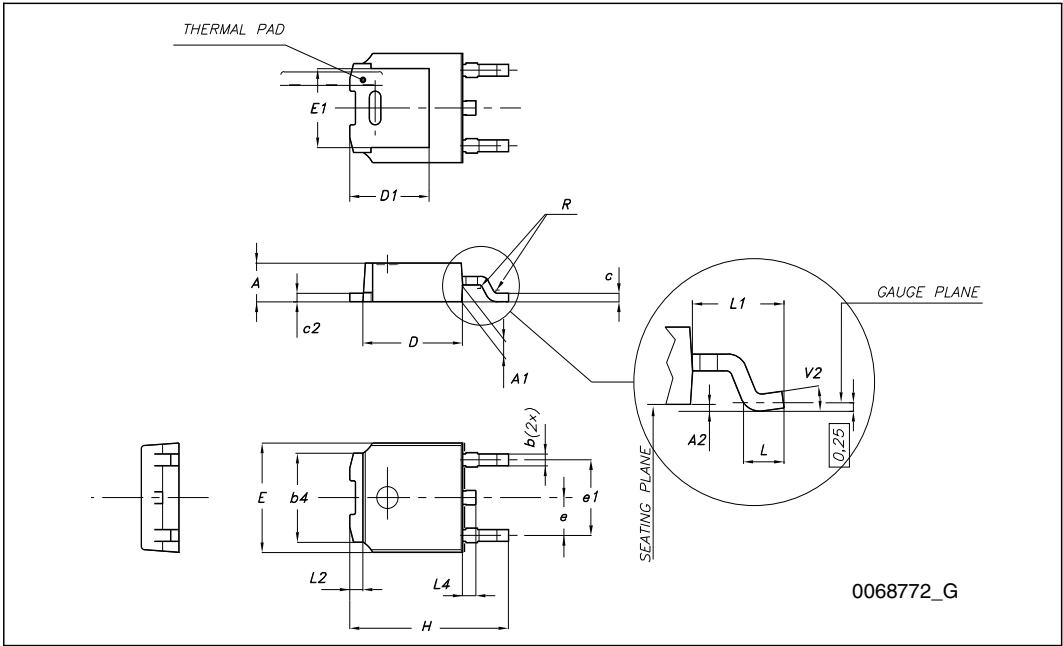 THERMAL PAD
E1
D1
R
A
c
c2
D
A1
L1
GAUGE PLANE
V2
A2
L
0,25
SEATING PLANE
b(2x)
E
b4
e
e1
L2
L4
H
0068772_G